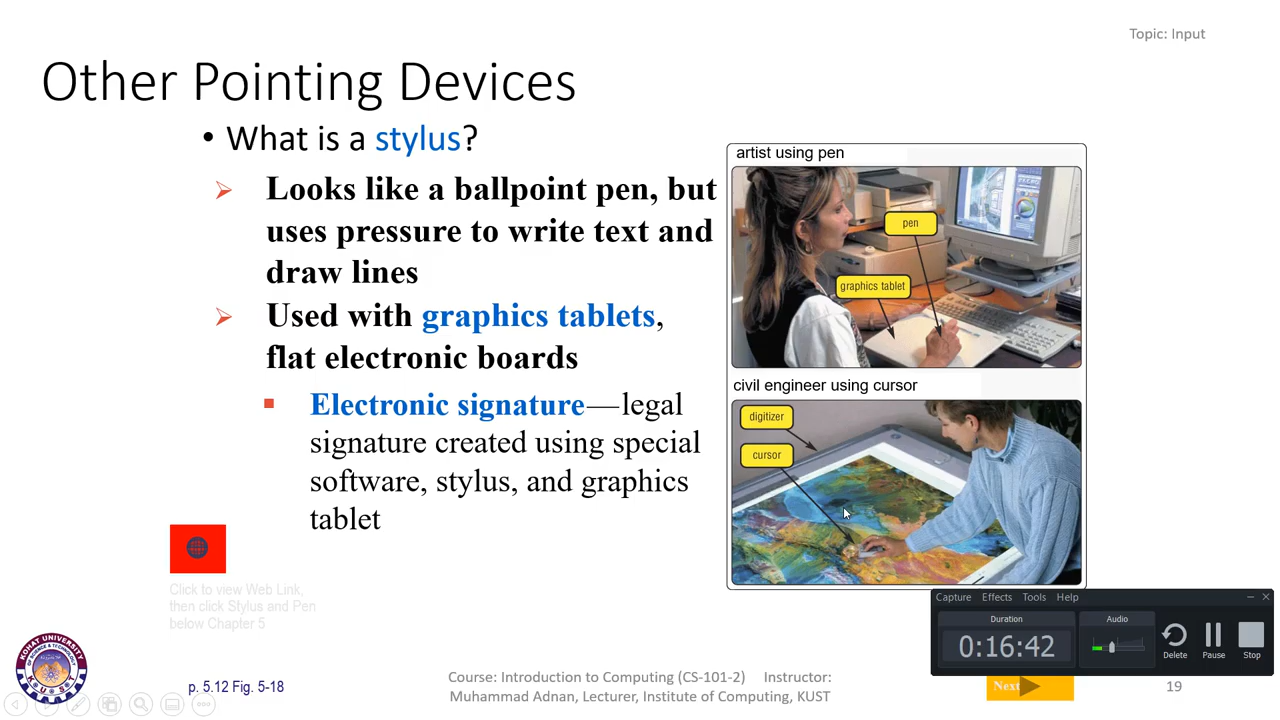 Topic: Input
Other Pointing Devices
• What is a stylus?
Looks like a ballpoint pen, but
uses pressure to write text and
draw lines
Used with graphics tablets,
flat electronic boards
Electronic signature—legal
signature created using special
software, stylus, and graphics
tablet
artist using pen
pen
graphics tablet
civil engineer using cursor
digitizer
cursor
Click to view Web Link,
then click Stylus and Pen
below Chapter 5
Capture Effects Tools Help
Duration
Audio
0:16:42
Delete Pause Stop
KOHAT UNIVERSITY
K U S T
p. 5.12 Fig. 5-18
Course: Introduction to Computing (CS-101-2) Instructor:
Muhammad Adnan, Lecturer, Institute of Computing, KUST
Next
19